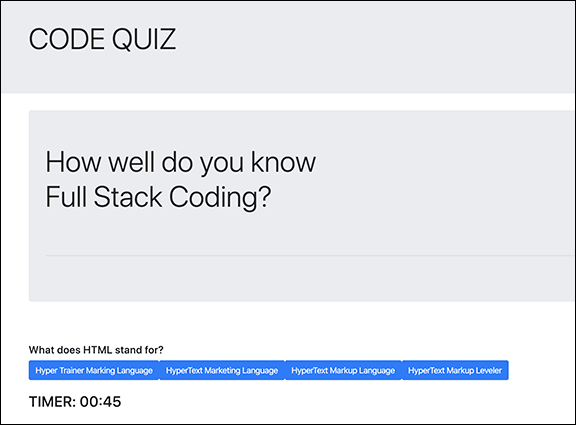 CODE QUIZ
How well do you know
Full Stack Coding?
What does HTML stand for?
Hyper Trainer Marking Language HyperText Marketing Language HyperText Markup Language HyperText Markup Leveler
TIMER: 00:45